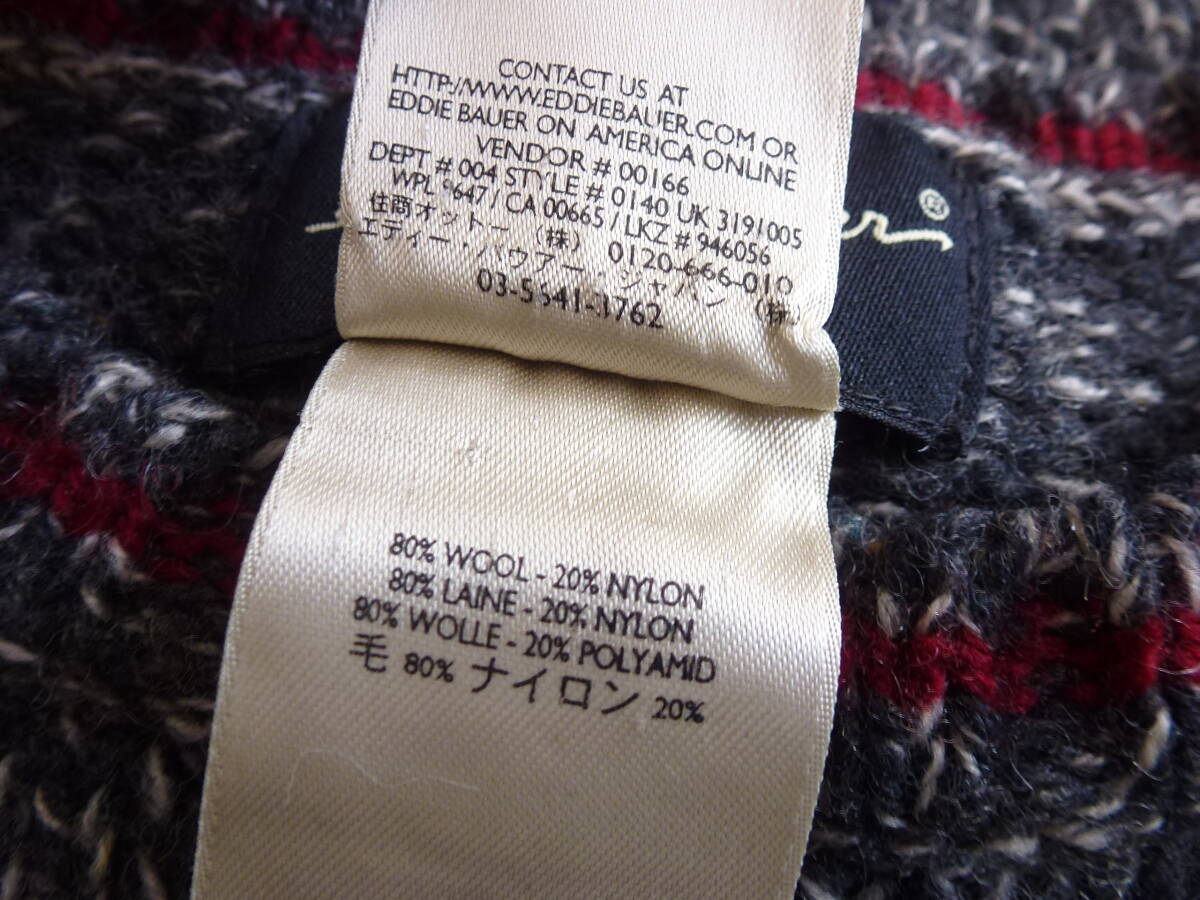 CONTACT US AT
HTTP://WWW.EDDIEBAUER.COM OR
EDDIE BAUER ON AMERICA ONLINE
VENDOR # 00166
DEPT # 004 STYLE # 0140 UK 3191005
WPL 9647 / CA 00665 / LKZ # 946056
住商オットー (株) 0120-666-010
エディー・バウアー・ジャパン (株)
03-5641-1762
er®
80% WOOL - 20% NYLON
80% LAINE - 20% NYLON
80% WOLLE - 20% POLYAMID
毛 80% ナイロン 20%